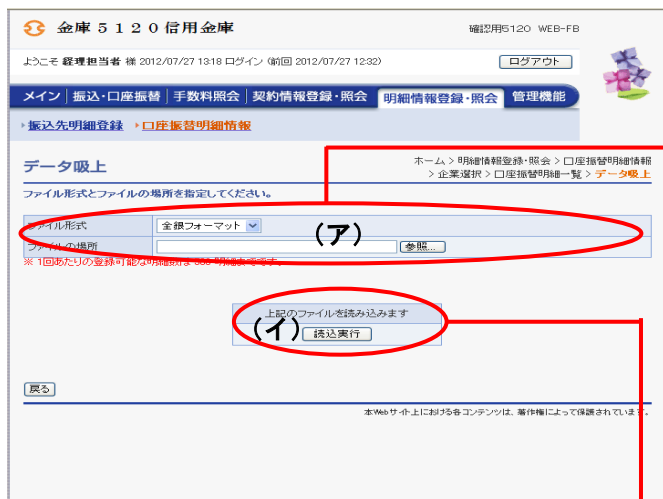 金庫５１２０信用金庫
確認用5120 WEB-FB
ようこそ 経理担当者 様 2012/07/27 13:18 ログイン (前回 2012/07/27 12:32)
ログアウト
メイン 振込・口座振替 手数料照会 契約情報登録・照会 明細情報登録・照会 管理機能
振込先明細登録 口座振替明細情報
データ吸上
ホーム > 明細情報登録・照会 > 口座振替明細情報
> 企業選択 > 口座振替明細一覧 > データ吸上
ファイル形式とファイルの場所を指定してください。
ファイル形式 全銀フォーマット
(ア)
ファイルの場所 参照...
※ 1回あたりの登録可能な明細数は
上記のファイルを読み込みます
(イ) 読込実行
戻る
本Webサイト上における各コンテンツは、著作権によって保護されています。